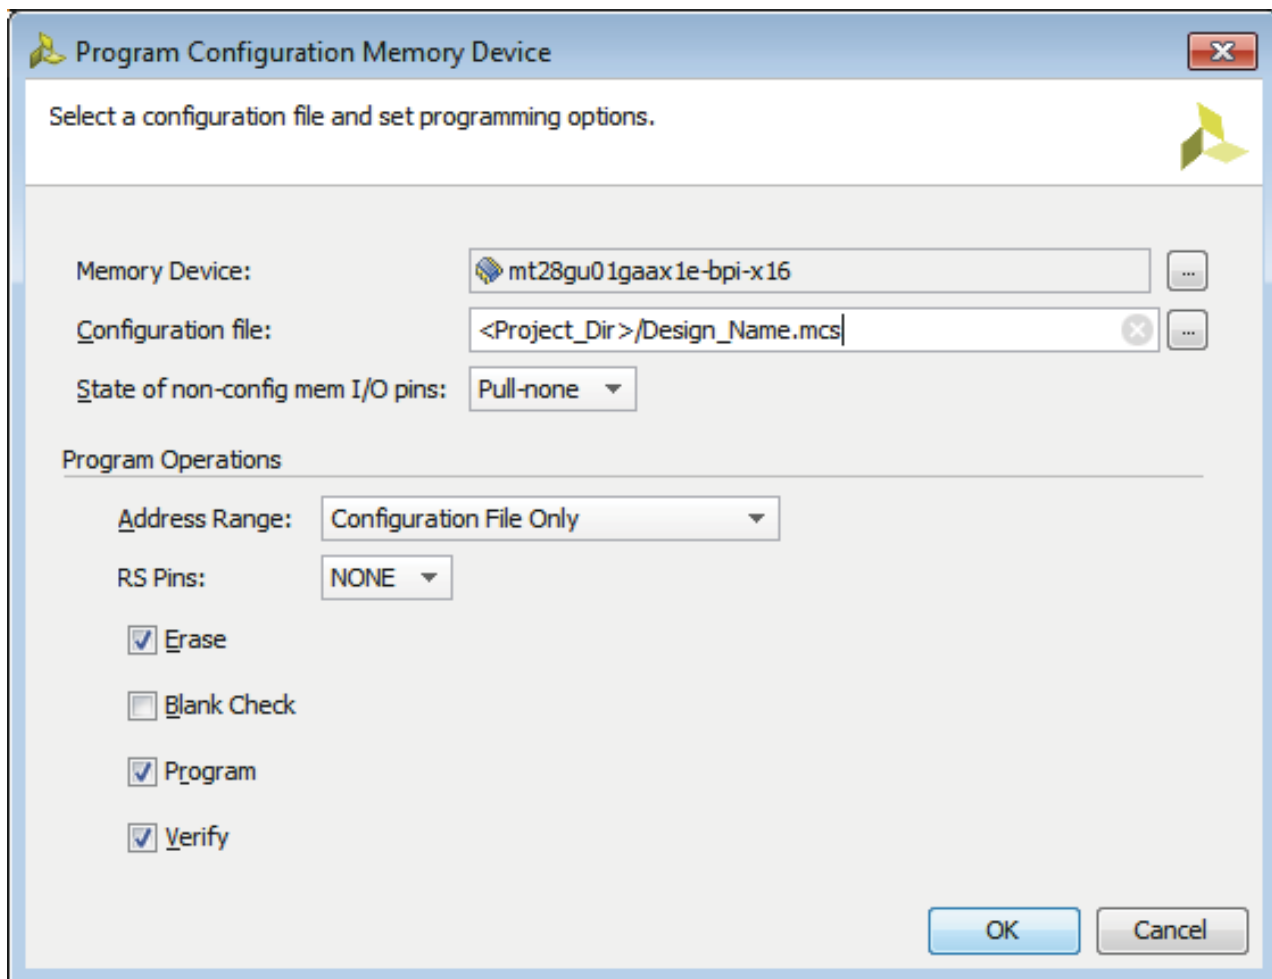 Program Configuration Memory Device
Select a configuration file and set programming options.
Memory Device: mt28gu01gaax1e-bpi-x16 ...
Configuration file: <Project_Dir>/Design_Name.mcs ...
State of non-config mem I/O pins: Pull-none
Program Operations
Address Range: Configuration File Only
RS Pins: NONE
Erase
Blank Check
Program
Verify
OK Cancel